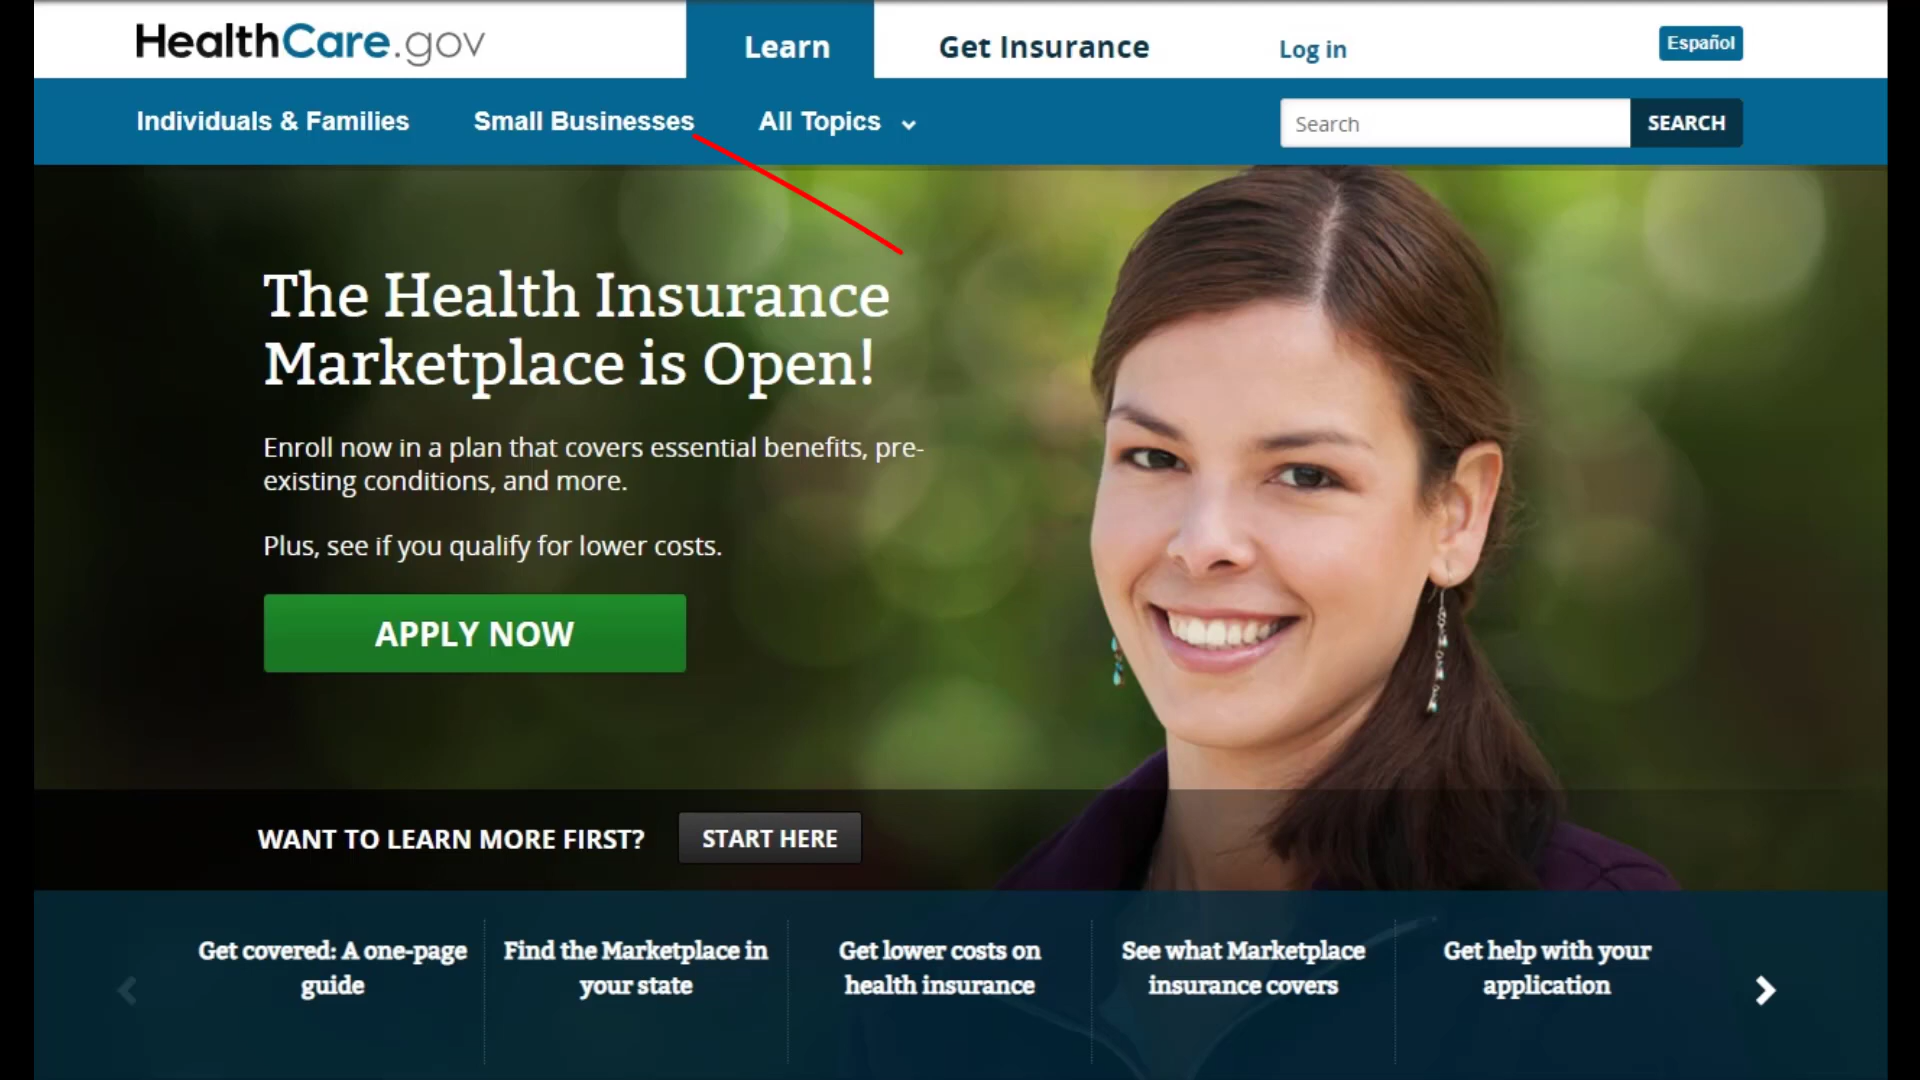 HealthCare.gov
Learn
Get Insurance
Log in
Español
Individuals & Families
Small Businesses
All Topics
Search
SEARCH
The Health Insurance
Marketplace is Open!
Enroll now in a plan that covers essential benefits, pre-
existing conditions, and more.
Plus, see if you qualify for lower costs.
APPLY NOW
WANT TO LEARN MORE FIRST?
START HERE
Get covered: A one-page
guide
Find the Marketplace in
your state
Get lower costs on
health insurance
See what Marketplace
insurance covers
Get help with your
application